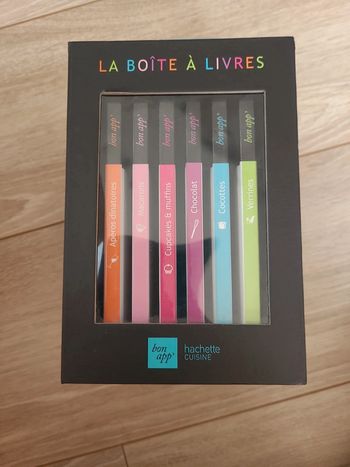 LA BOÎTE À LIVRES
bon app'
Apéros dînatoires
bon app'
Macarons
bon app'
Cupcakes & muffins
bon app'
Chocolat
bon app'
Cocottes
bon app'
Verrines
bon
app'
hachette
CUISINE